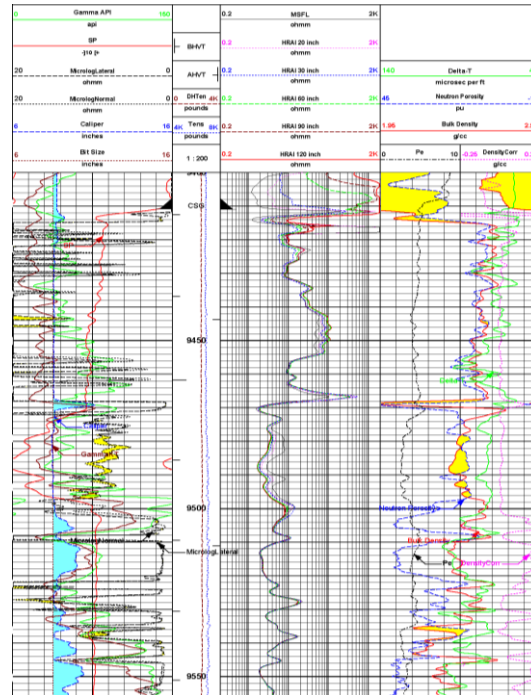 0 Gamma API 150
api
SP
-|10 |+
20 MicrologLateral 0
ohmm
20 MicrologNormal 0
ohmm
6 Caliper 16
inches
6 Bit Size 16
inches
BHVT
AHVT
DHTen
0 4K
pounds
4K Tens 8K
pounds
1 : 200
0.2 MSFL 2K
ohmm
0.2 HRAI 20 inch 2K
ohmm
0.2 HRAI 30 inch 2K
ohmm
0.2 HRAI 60 inch 2K
ohmm
0.2 HRAI 90 inch 2K
ohmm
0.2 HRAI 120 inch 2K
ohmm
Delta-T
microsec per ft
45 Neutron Porosity
pu
1.95 Bulk Density
g/cc
0 Pe 10
-0.25 DensityCorr
g/cc
CSG
SP
9450
Caliper
9500
Neutron Porosity
Bulk Density
MicrologNormal
MicrologLateral
Pe
DensityCorr
9550